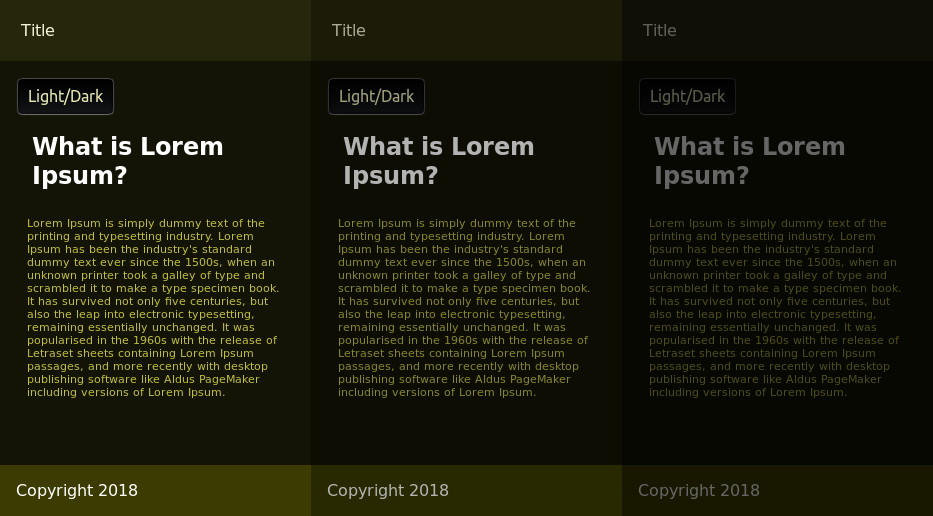 Title
Light/Dark
What is Lorem
Ipsum?
Lorem Ipsum is simply dummy text of the
printing and typesetting industry. Lorem
Ipsum has been the industry's standard
dummy text ever since the 1500s, when an
unknown printer took a galley of type and
scrambled it to make a type specimen book.
It has survived not only five centuries, but
also the leap into electronic typesetting,
remaining essentially unchanged. It was
popularised in the 1960s with the release of
Letraset sheets containing Lorem Ipsum
passages, and more recently with desktop
publishing software like Aldus PageMaker
including versions of Lorem Ipsum.
Copyright 2018
Title
Light/Dark
What is Lorem
Ipsum?
Lorem Ipsum is simply dummy text of the
printing and typesetting industry. Lorem
Ipsum has been the industry's standard
dummy text ever since the 1500s, when an
unknown printer took a galley of type and
scrambled it to make a type specimen book.
It has survived not only five centuries, but
also the leap into electronic typesetting,
remaining essentially unchanged. It was
popularised in the 1960s with the release of
Letraset sheets containing Lorem Ipsum
passages, and more recently with desktop
publishing software like Aldus PageMaker
including versions of Lorem Ipsum.
Copyright 2018
Title
Light/Dark
What is Lorem
Ipsum?
Lorem Ipsum is simply dummy text of the
printing and typesetting industry. Lorem
Ipsum has been the industry's standard
dummy text ever since the 1500s, when an
unknown printer took a galley of type and
scrambled it to make a type specimen book.
It has survived not only five centuries, but
also the leap into electronic typesetting,
remaining essentially unchanged. It was
popularised in the 1960s with the release of
Letraset sheets containing Lorem Ipsum
passages, and more recently with desktop
publishing software like Aldus PageMaker
including versions of Lorem Ipsum.
Copyright 2018